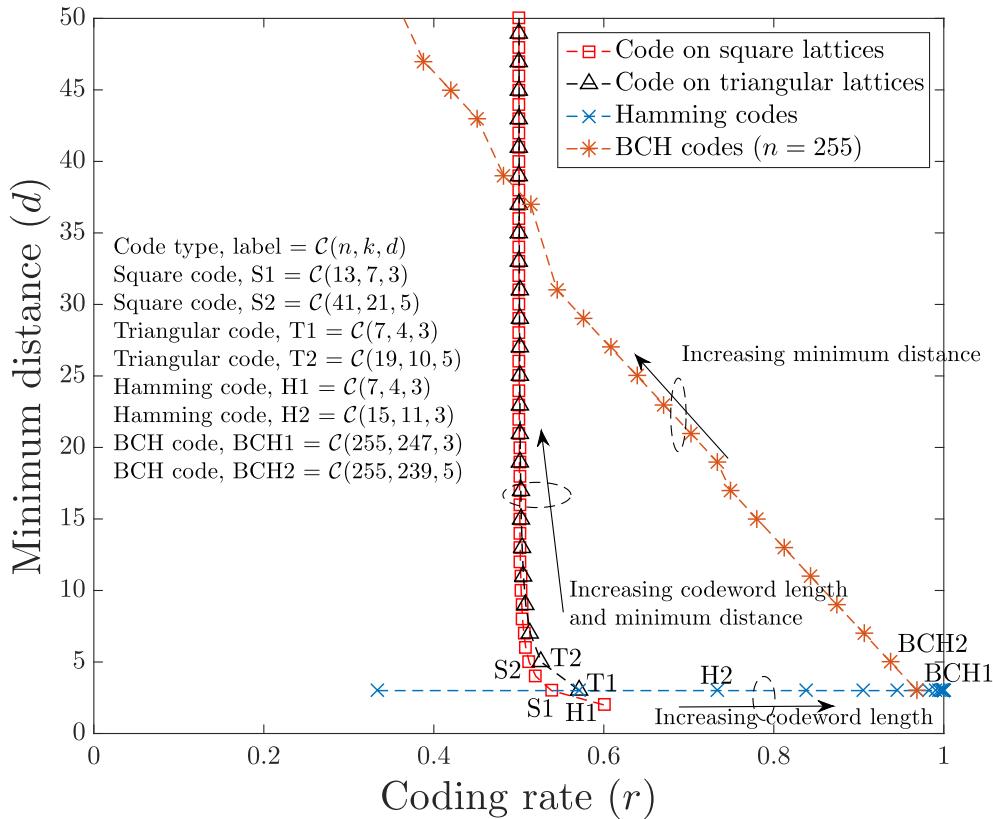 50
45
40
35
30
25
20
15
10
5
0
0
0.2
0.4
0.6
0.8
1
Minimum distance (d)
Coding rate (r)
Code on square lattices
Code on triangular lattices
Hamming codes
BCH codes (n = 255)
Code type, label = C(n, k, d)
Square code, S1 = C(13, 7, 3)
Square code, S2 = C(41, 21, 5)
Triangular code, T1 = C(7, 4, 3)
Triangular code, T2 = C(19, 10, 5)
Hamming code, H1 = C(7, 4, 3)
Hamming code, H2 = C(15, 11, 3)
BCH code, BCH1 = C(255, 247, 3)
BCH code, BCH2 = C(255, 239, 5)
Increasing minimum distance
Increasing codeword length
and minimum distance
BCH2
BCH1
S2
T2
T1
H2
S1
H1
Increasing codeword length